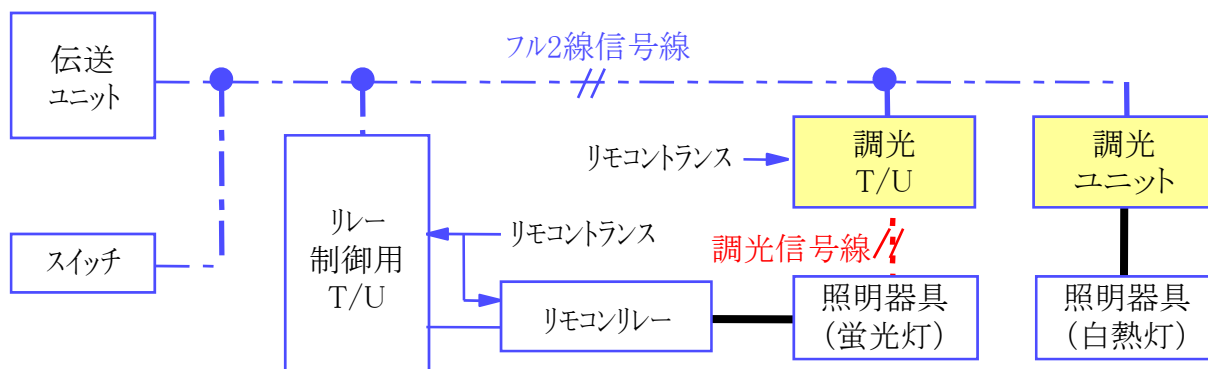 伝送
ユニット
フル2線信号線
リモコントランス
調光
T/U
調光
ユニット
スイッチ
リレー
制御用
T/U
リモコントランス
調光信号線
リモコンリレー
照明器具
(蛍光灯)
照明器具
(白熱灯)